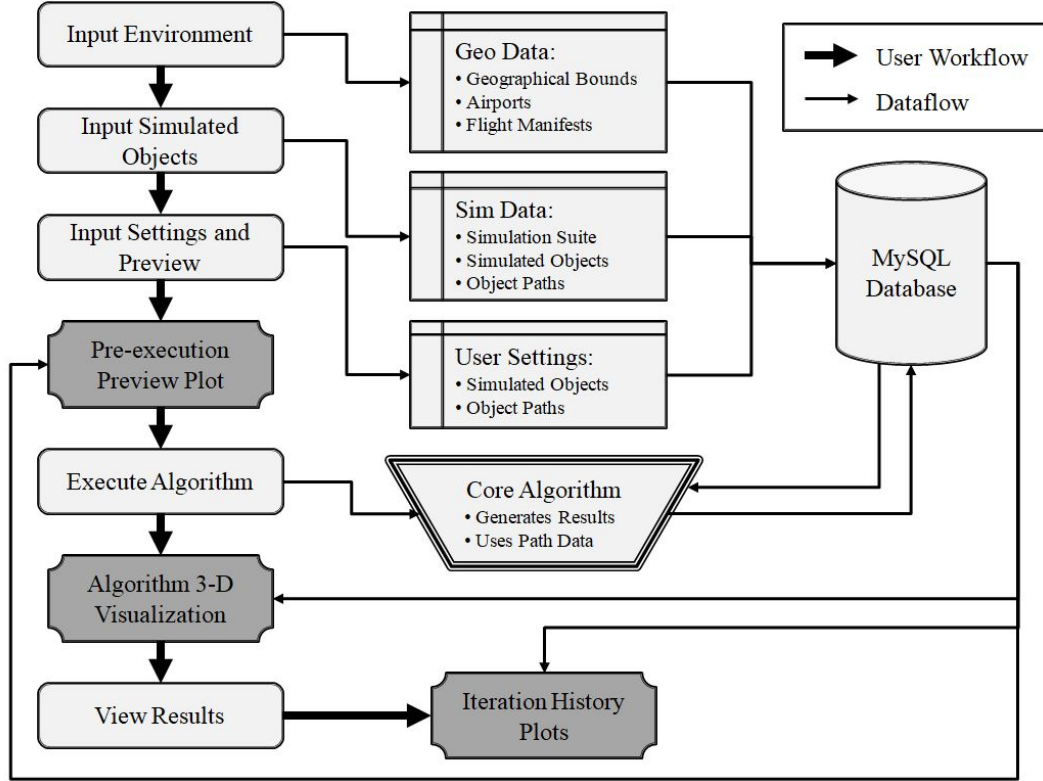 Input Environment
Input Simulated
Objects
Input Settings and
Preview
Pre-execution
Preview Plot
Execute Algorithm
Algorithm 3-D
Visualization
View Results
Geo Data:
• Geographical Bounds
• Airports
• Flight Manifests
Sim Data:
• Simulation Suite
• Simulated Objects
• Object Paths
User Settings:
• Simulated Objects
• Object Paths
Core Algorithm
• Generates Results
• Uses Path Data
Iteration History
Plots
User Workflow
Dataflow
MySQL
Database